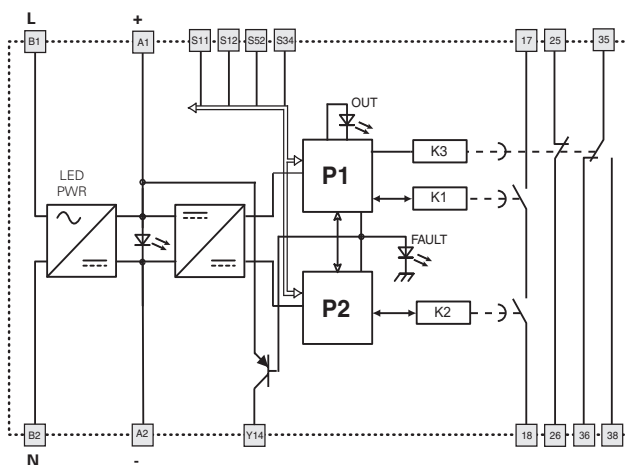 L +
B1 A1 S11 S12 S52 S34 17 25 35
OUT
LED
PWR
P1
K3
K1
FAULT
P2
K2
B2 A2 Y14 18 26 36 38
N -